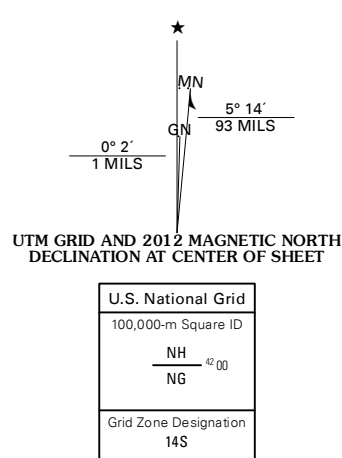 ★
MN
5° 14´
93 MILS
GN
0° 2´
1 MILS
UTM GRID AND 2012 MAGNETIC NORTH
DECLINATION AT CENTER OF SHEET
U.S. National Grid
100,000-m Square ID
NH
42 00
NG
Grid Zone Designation
14S